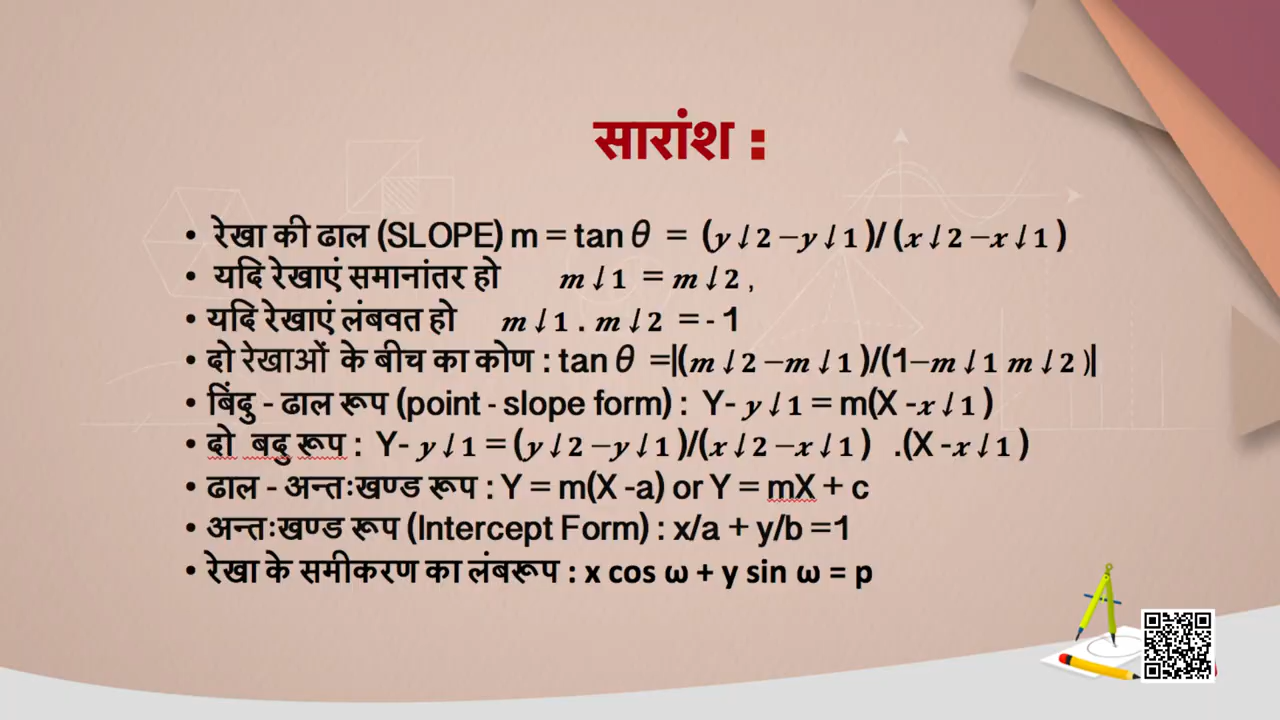 सारांश :
• रेखा की ढाल (SLOPE) m = tan θ = (y↓2 −y↓1 )/ (x↓2 −x↓1 )
• यदि रेखाएं समानांतर हो m↓1 = m↓2 ,
• यदि रेखाएं लंबवत हो m↓1 . m↓2 = - 1
• दो रेखाओं के बीच का कोण : tan θ =|(m↓2 −m↓1 )/(1−m↓1 m↓2 )|
• बिंदु - ढाल रूप (point - slope form) : Y- y↓1 = m(X -x↓1 )
• दो बदु रूप : Y- y↓1 = (y↓2 −y↓1 )/(x↓2 −x↓1 ) .(X -x↓1 )
• ढाल - अन्तःखण्ड रूप : Y = m(X -a) or Y = mX + c
• अन्तःखण्ड रूप (Intercept Form) : x/a + y/b =1
• रेखा के समीकरण का लंबरूप : x cos ω + y sin ω = p